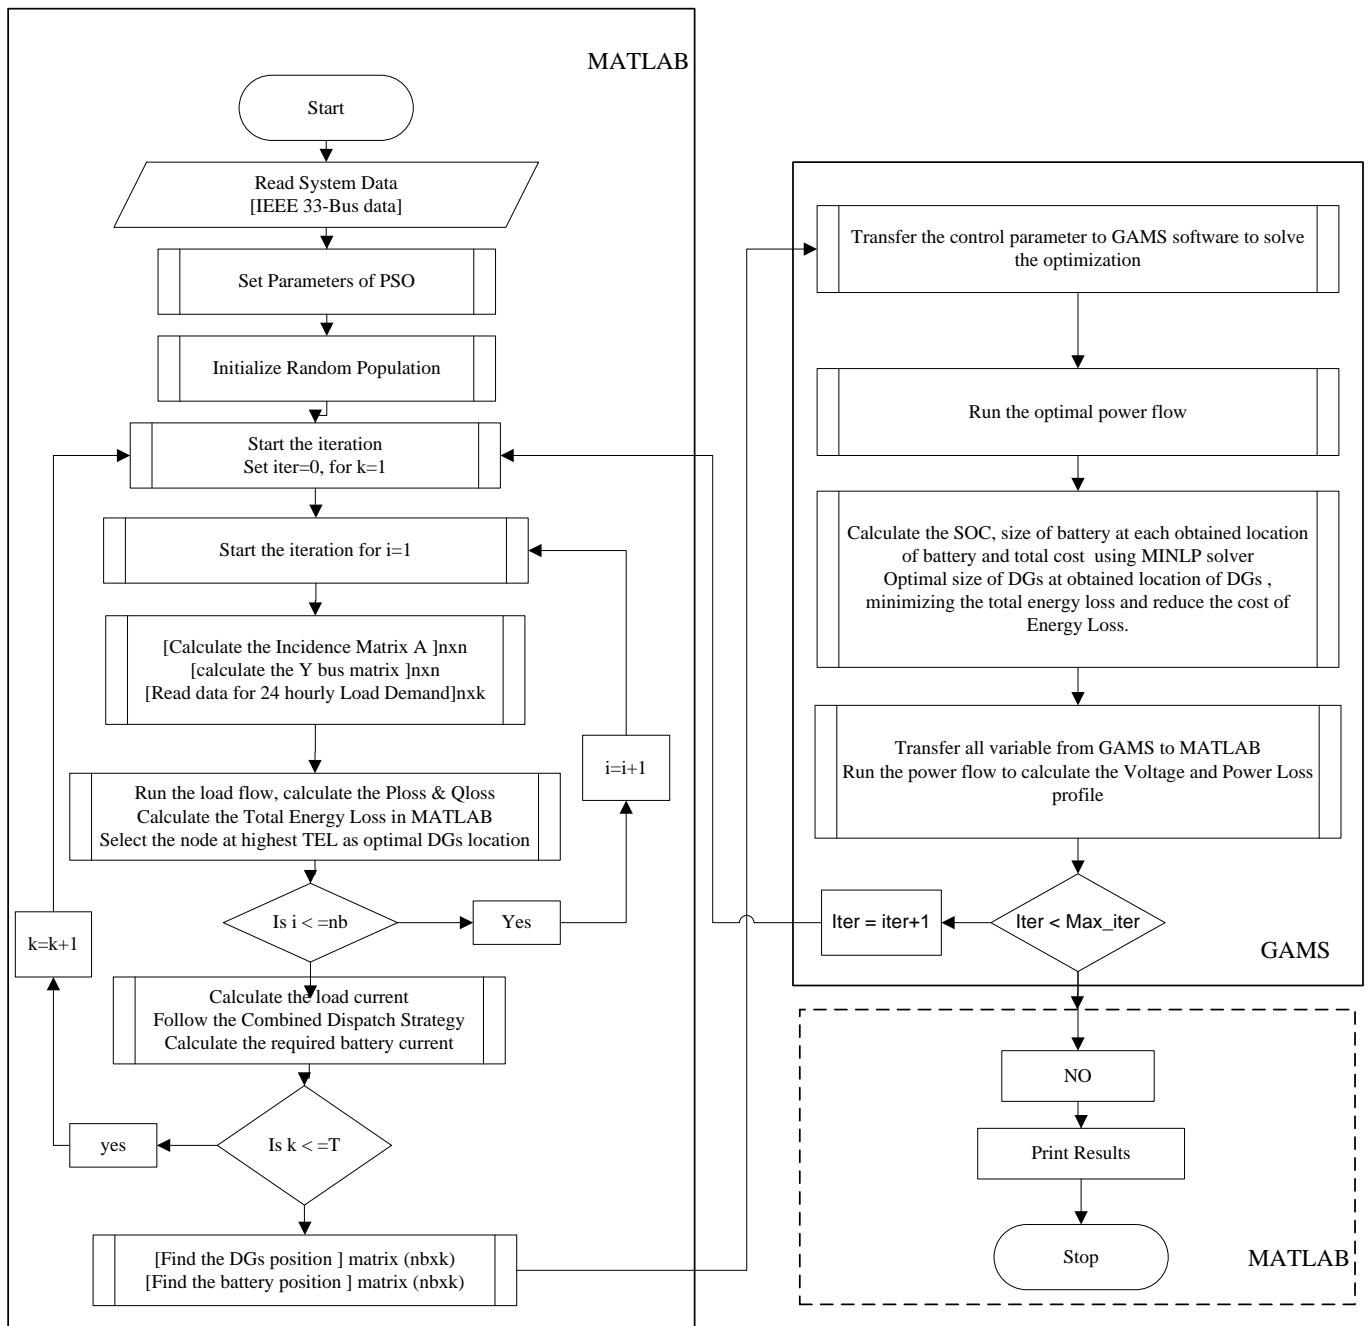 MATLAB
Start
Read System Data
[IEEE 33-Bus data]
Set Parameters of PSO
Initialize Random Population
Start the iteration
Set iter=0, for k=1
Start the iteration for i=1
[Calculate the Incidence Matrix A ]nxn
[calculate the Y bus matrix ]nxn
[Read data for 24 hourly Load Demand]nxk
i=i+1
Run the load flow, calculate the Ploss & Qloss
Calculate the Total Energy Loss in MATLAB
Select the node at highest TEL as optimal DGs location
Is i < =nb
Yes
k=k+1
Calculate the load current
Follow the Combined Dispatch Strategy
Calculate the required battery current
Is k < =T
yes
[Find the DGs position ] matrix (nbxk)
[Find the battery position ] matrix (nbxk)
Transfer the control parameter to GAMS software to solve
the optimization
Run the optimal power flow
Calculate the SOC, size of battery at each obtained location
of battery and total cost  using MINLP solver
Optimal size of DGs at obtained location of DGs ,
minimizing the total energy loss and reduce the cost of
Energy Loss.
Transfer all variable from GAMS to MATLAB
Run the power flow to calculate the Voltage and Power Loss
profile
Iter < Max_iter
Iter = iter+1
GAMS
NO
Print Results
Stop
MATLAB